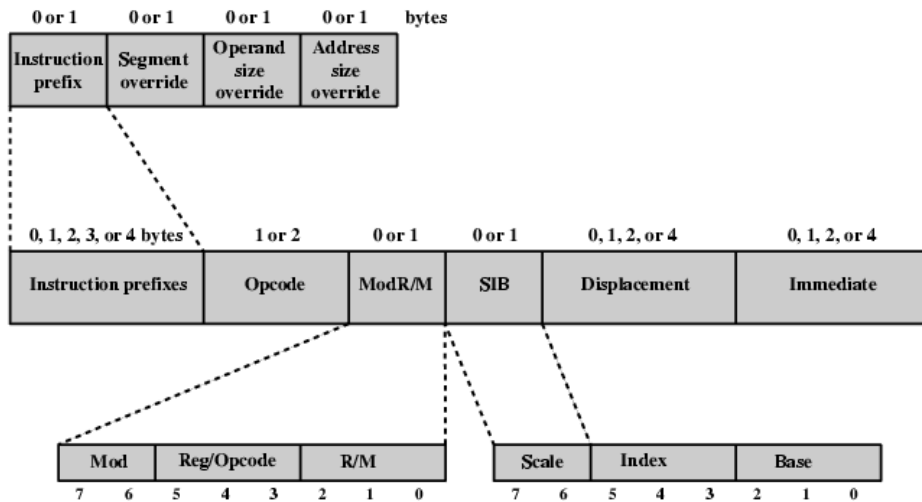 0 or 1 0 or 1 0 or 1 0 or 1 bytes
Instruction prefix
Segment override
Operand size override
Address size override
0, 1, 2, 3, or 4 bytes 1 or 2 0 or 1 0 or 1 0, 1, 2, or 4 0, 1, 2, or 4
Instruction prefixes Opcode ModR/M SIB Displacement Immediate
Mod Reg/Opcode R/M Scale Index Base
7 6 5 4 3 2 1 0 7 6 5 4 3 2 1 0